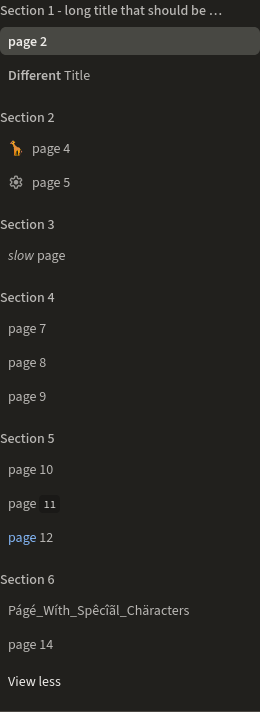 Section 1 - long title that should be ...
page 2
Different Title
Section 2
page 4
page 5
Section 3
slow page
Section 4
page 7
page 8
page 9
Section 5
page 10
page 11
page 12
Section 6
Págé_Wíth_Spêcîãl_Chäracters
page 14
View less